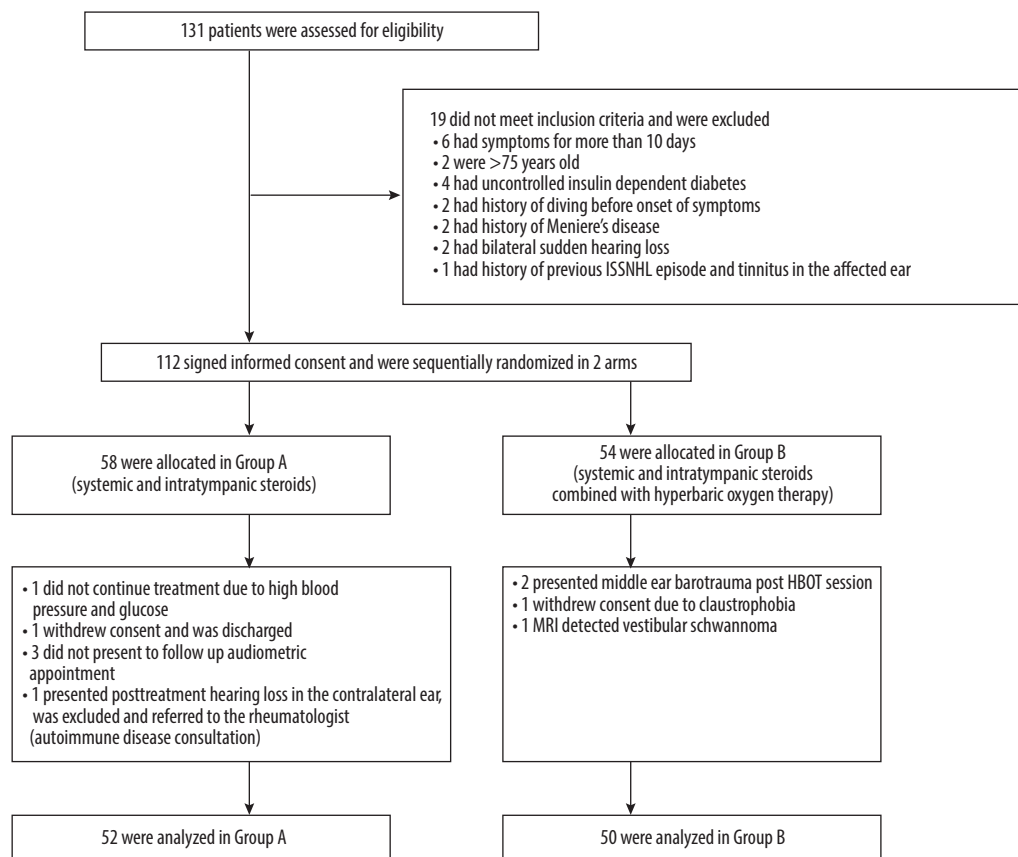 131 patients were assessed for eligibility
19 did not meet inclusion criteria and were excluded
• 6 had symptoms for more than 10 days
• 2 were >75 years old
• 4 had uncontrolled insulin dependent diabetes
• 2 had history of diving before onset of symptoms
• 2 had history of Meniere's disease
• 2 had bilateral sudden hearing loss
• 1 had history of previous ISSNHL episode and tinnitus in the affected ear
112 signed informed consent and were sequentially randomized in 2 arms
58 were allocated in Group A
(systemic and intratympanic steroids)
54 were allocated in Group B
(systemic and intratympanic steroids
combined with hyperbaric oxygen therapy)
• 1 did not continue treatment due to high blood
pressure and glucose
• 1 withdrew consent and was discharged
• 3 did not present to follow up audiometric
appointment
• 1 presented posttreatment hearing loss in the contralateral ear,
was excluded and referred to the rheumatologist
(autoimmune disease consultation)
• 2 presented middle ear barotrauma post HBOT session
• 1 withdrew consent due to claustrophobia
• 1 MRI detected vestibular schwannoma
52 were analyzed in Group A
50 were analyzed in Group B